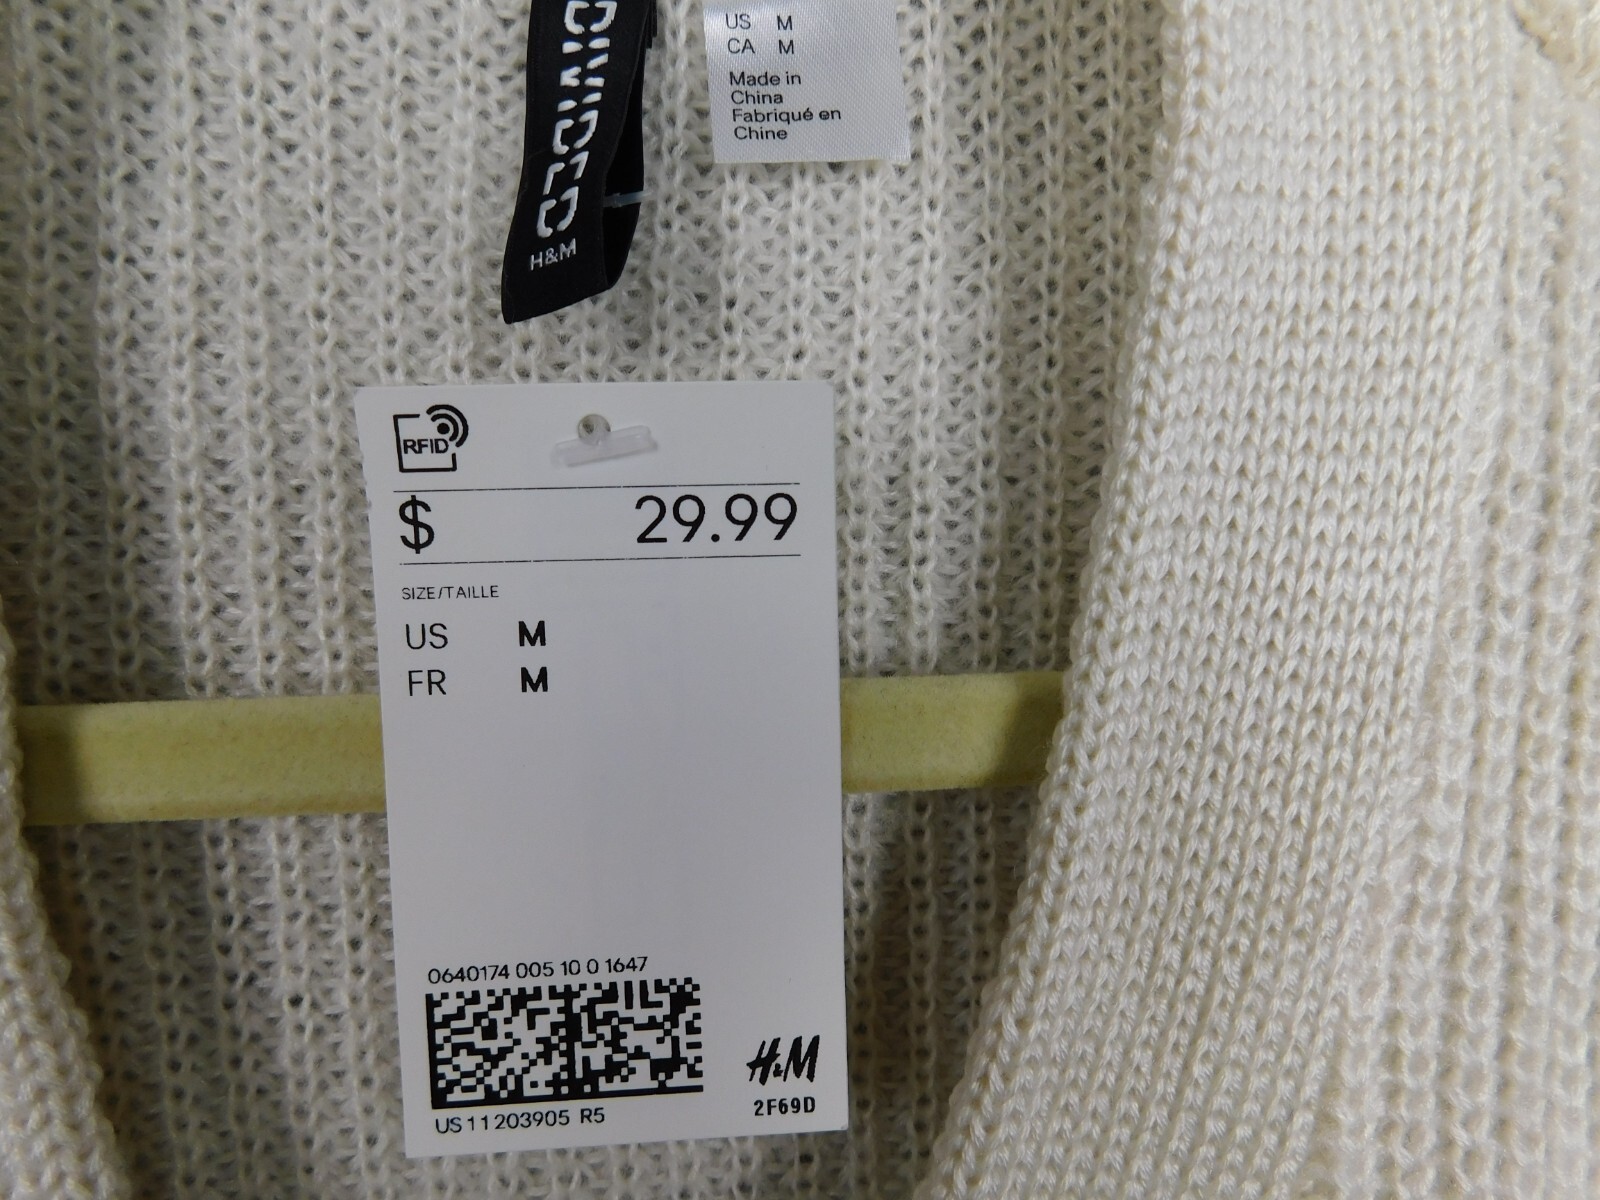 H&M
US M
CA M
Made in
China
Fabriqué en
Chine
RFID
$ 29.99
SIZE/TAILLE
US M
FR M
0640174 005 10 0 1647
H&M
US 11 203905 R5
2F69D